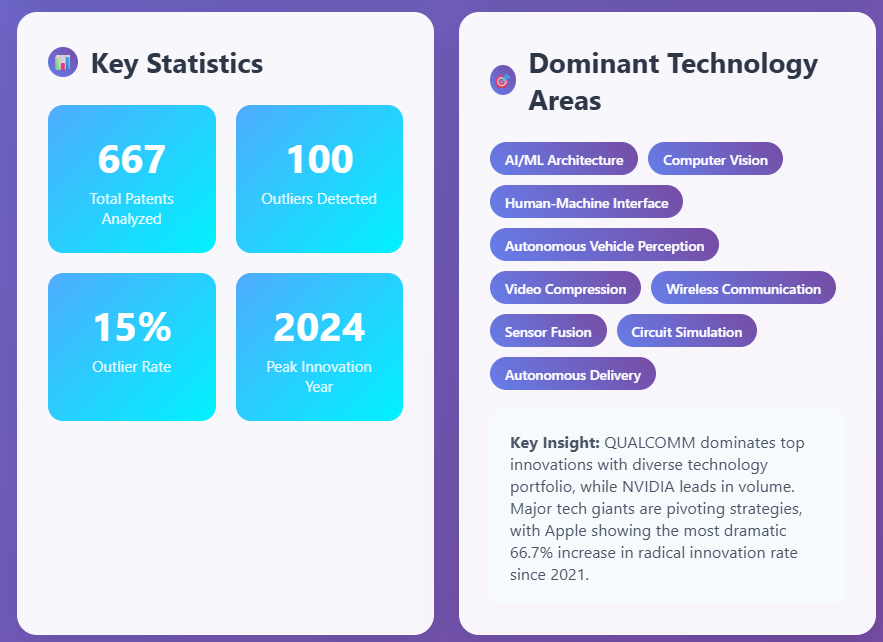 Key Statistics
667
Total Patents
Analyzed
100
Outliers Detected
15%
Outlier Rate
2024
Peak Innovation
Year
Dominant Technology
Areas
AI/ML Architecture
Computer Vision
Human-Machine Interface
Autonomous Vehicle Perception
Video Compression
Wireless Communication
Sensor Fusion
Circuit Simulation
Autonomous Delivery
Key Insight: QUALCOMM dominates top
innovations with diverse technology
portfolio, while NVIDIA leads in volume.
Major tech giants are pivoting strategies,
with Apple showing the most dramatic
66.7% increase in radical innovation rate
since 2021.